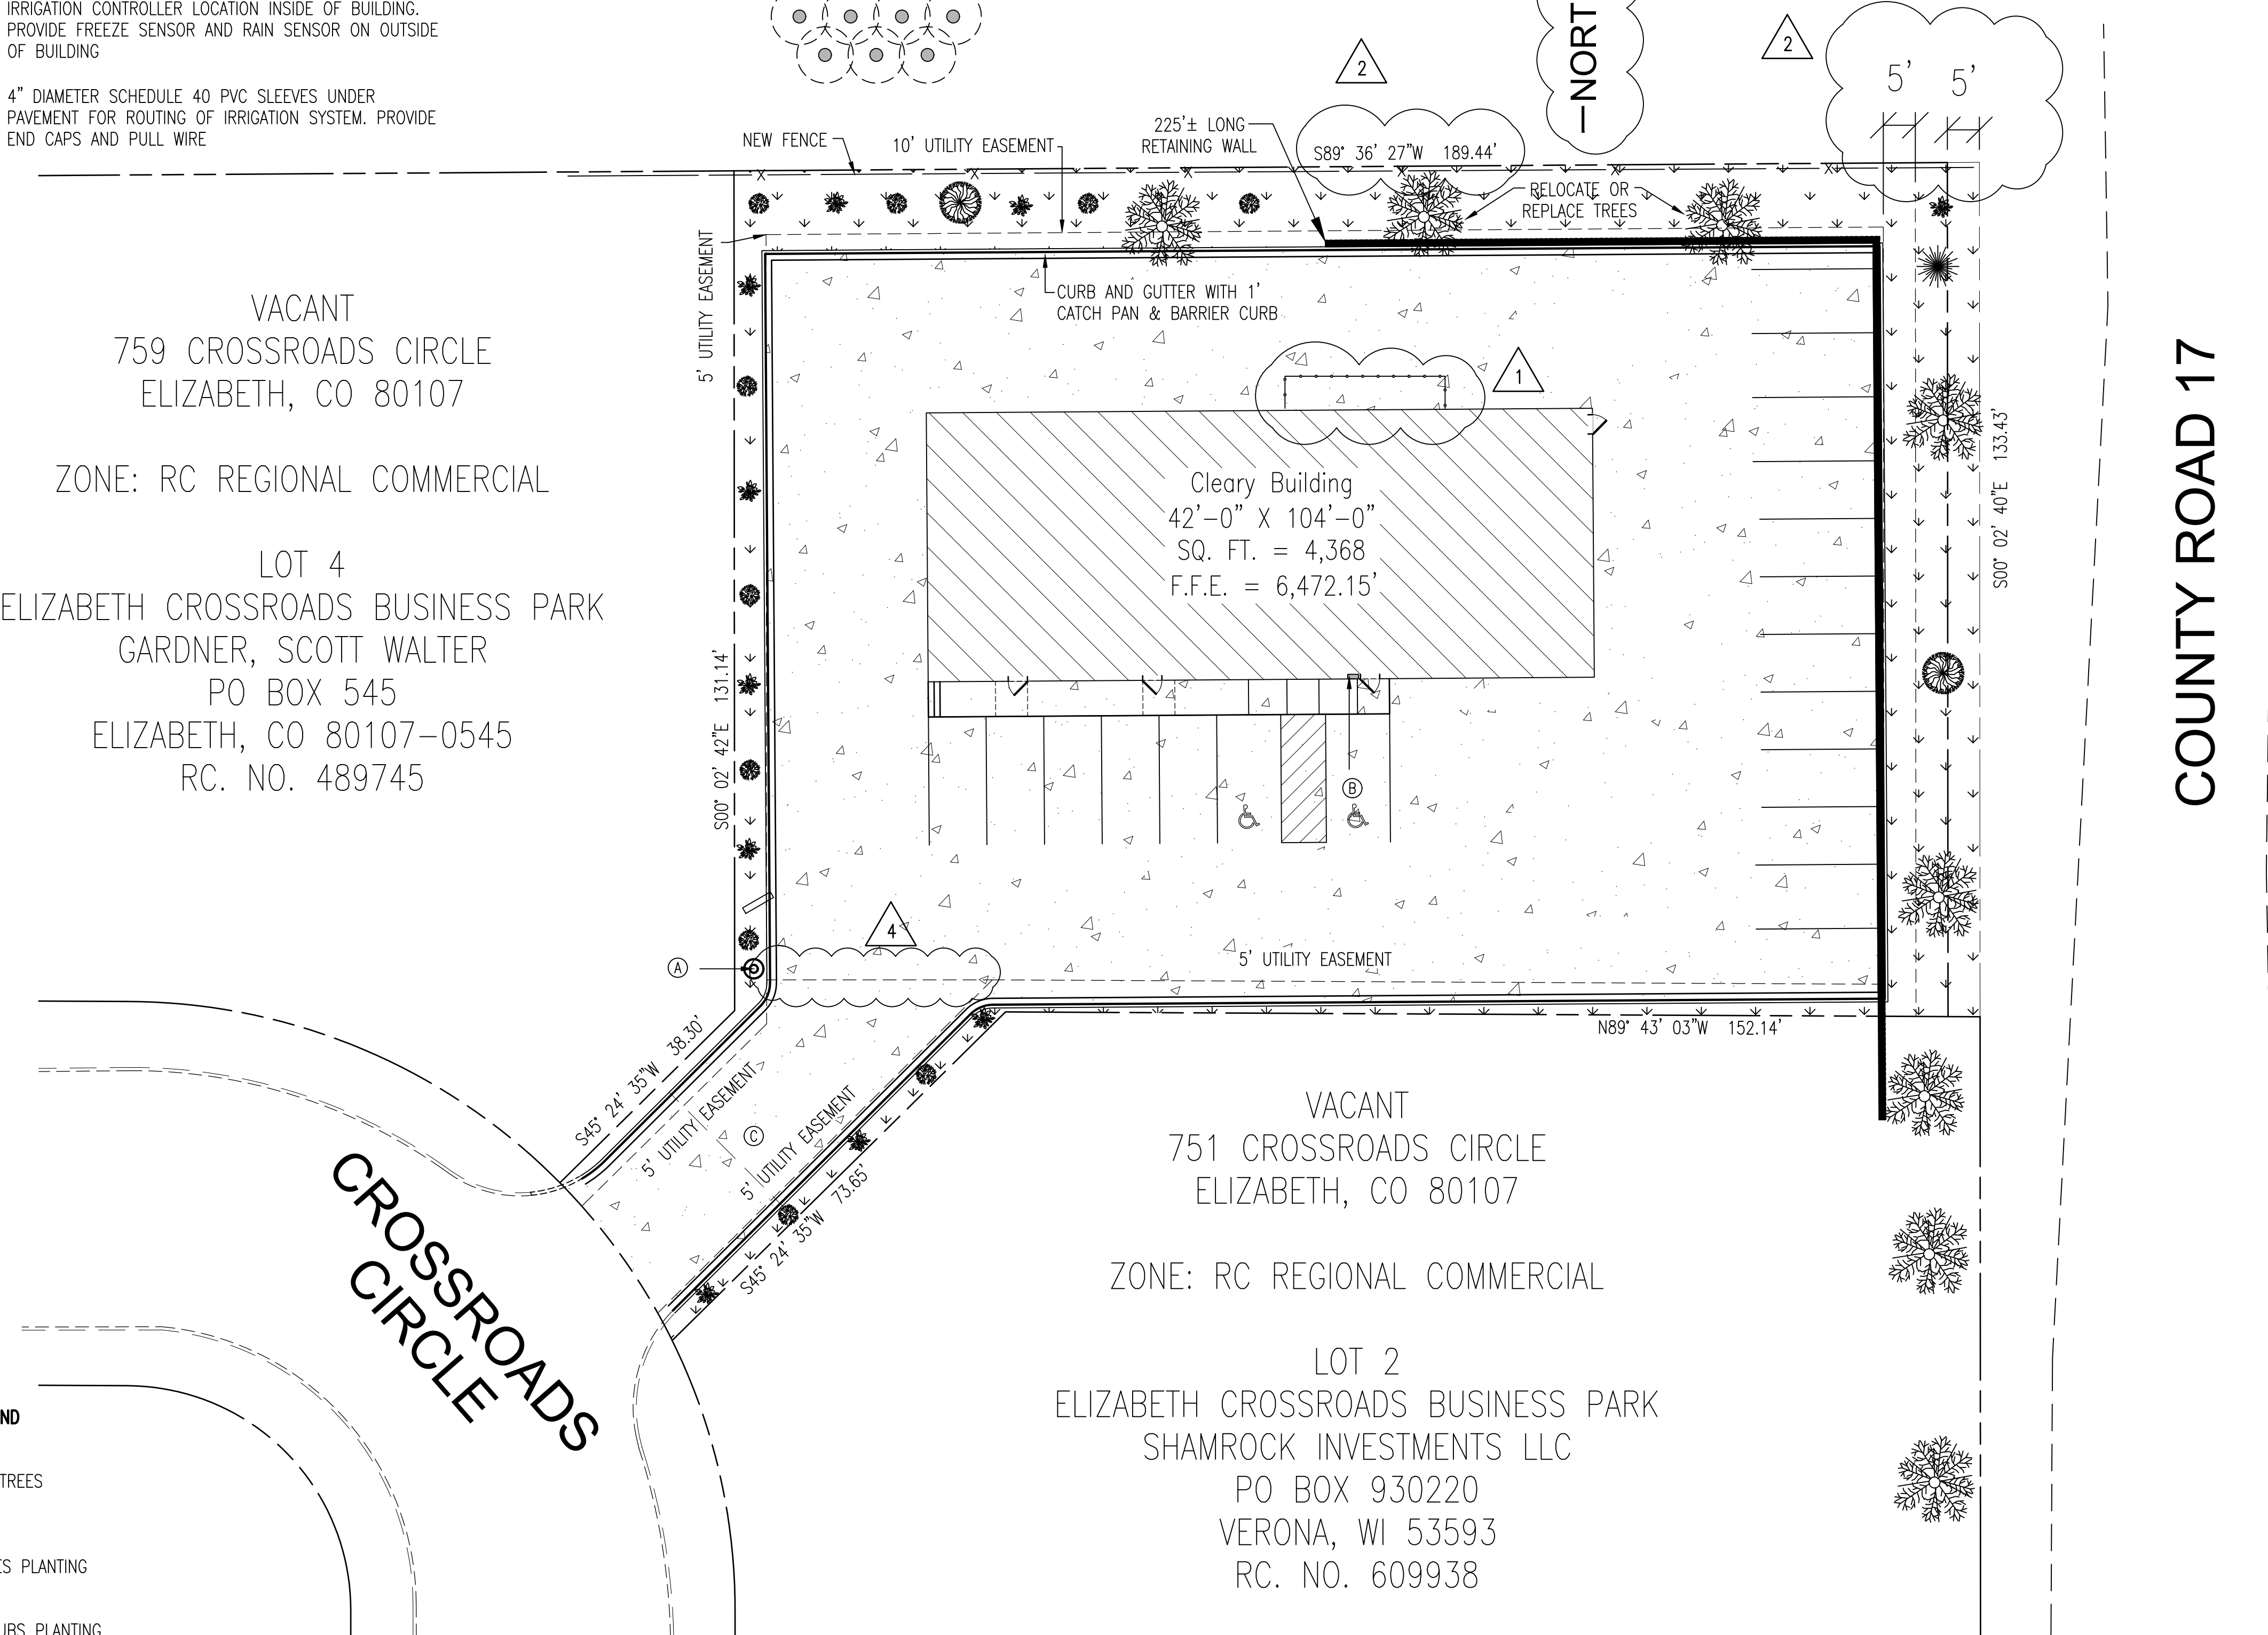 IRRIGATION CONTROLLER LOCATION INSIDE OF BUILDING.
PROVIDE FREEZE SENSOR AND RAIN SENSOR ON OUTSIDE
OF BUILDING
4" DIAMETER SCHEDULE 40 PVC SLEEVES UNDER
PAVEMENT FOR ROUTING OF IRRIGATION SYSTEM. PROVIDE
END CAPS AND PULL WIRE
NEW FENCE
10' UTILITY EASEMENT
225'± LONG
RETAINING WALL
2
S89° 36' 27"W 189.44'
—NORT
2
5' 5'
RELOCATE OR
REPLACE TREES
5' UTILITY EASEMENT
CURB AND GUTTER WITH 1'
CATCH PAN & BARRIER CURB
1
VACANT
759 CROSSROADS CIRCLE
ELIZABETH, CO 80107
ZONE: RC REGIONAL COMMERCIAL
LOT 4
ELIZABETH CROSSROADS BUSINESS PARK
GARDNER, SCOTT WALTER
PO BOX 545
ELIZABETH, CO 80107-0545
RC. NO. 489745
S00° 02' 42"E 131.14'
Cleary Building
42'-0" X 104'-0"
SQ. FT. = 4,368
F.F.E. = 6,472.15'
S00° 02' 40"E 133.43'
COUNTY ROAD 17
B
4
A
5' UTILITY EASEMENT
N89° 43' 03"W 152.14'
S45° 24' 35"W 38.30'
5' UTILITY EASEMENT
C
5' UTILITY EASEMENT
S45° 24' 35"W 73.65'
CROSSROADS
CIRCLE
VACANT
751 CROSSROADS CIRCLE
ELIZABETH, CO 80107
ZONE: RC REGIONAL COMMERCIAL
LOT 2
ELIZABETH CROSSROADS BUSINESS PARK
SHAMROCK INVESTMENTS LLC
PO BOX 930220
VERONA, WI 53593
RC. NO. 609938
ND
TREES
ES PLANTING
UBS PLANTING